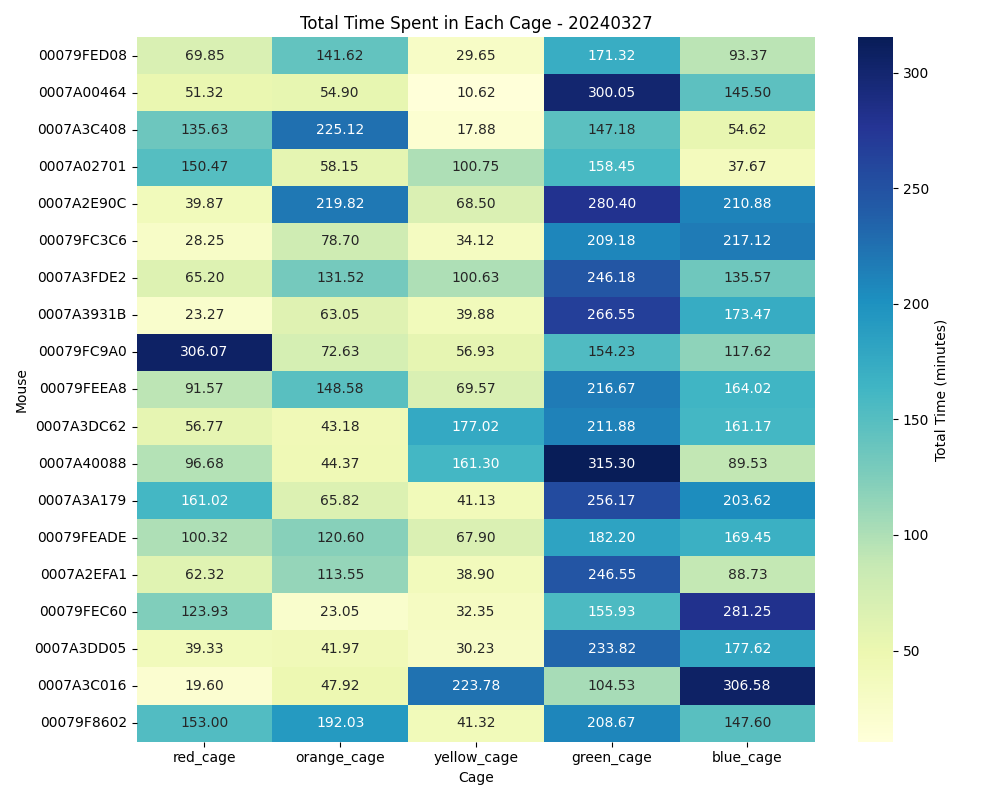 Total Time Spent in Each Cage - 20240327
00079FED08 69.85 141.62 29.65 171.32 93.37
0007A00464 51.32 54.90 10.62 300.05 145.50
0007A3C408 135.63 225.12 17.88 147.18 54.62
0007A02701 150.47 58.15 100.75 158.45 37.67
0007A2E90C 39.87 219.82 68.50 280.40 210.88
00079FC3C6 28.25 78.70 34.12 209.18 217.12
0007A3FDE2 65.20 131.52 100.63 246.18 135.57
0007A3931B 23.27 63.05 39.88 266.55 173.47
00079FC9A0 306.07 72.63 56.93 154.23 117.62
00079FEEA8 91.57 148.58 69.57 216.67 164.02
0007A3DC62 56.77 43.18 177.02 211.88 161.17
0007A40088 96.68 44.37 161.30 315.30 89.53
0007A3A179 161.02 65.82 41.13 256.17 203.62
00079FEADE 100.32 120.60 67.90 182.20 169.45
0007A2EFA1 62.32 113.55 38.90 246.55 88.73
00079FEC60 123.93 23.05 32.35 155.93 281.25
0007A3DD05 39.33 41.97 30.23 233.82 177.62
0007A3C016 19.60 47.92 223.78 104.53 306.58
00079F8602 153.00 192.03 41.32 208.67 147.60
red_cage orange_cage yellow_cage green_cage blue_cage
Cage
Mouse
300
250
200
150
100
50
Total Time (minutes)